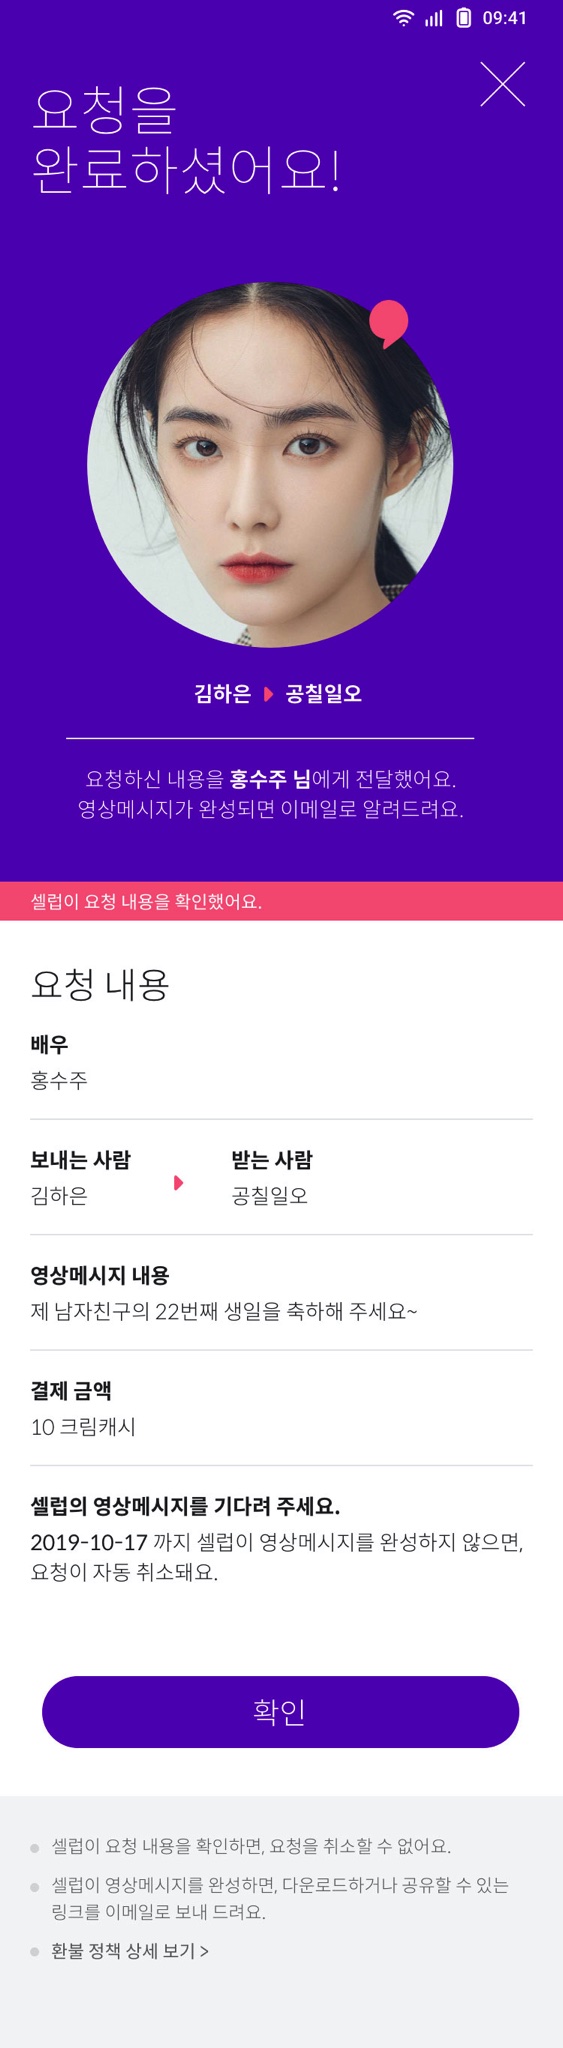 09:41
요청을
완료하셨어요!
김하은 공칠일오
요청하신 내용을 홍수주 님에게 전달했어요.
영상메시지가 완성되면 이메일로 알려드려요.
셀럽이 요청 내용을 확인했어요.
요청 내용
배우
홍수주
보내는 사람 받는 사람
김하은 공칠일오
영상메시지 내용
제 남자친구의 22번째 생일을 축하해 주세요~
결제 금액
10 크림캐시
셀럽의 영상메시지를 기다려 주세요.
2019-10-17 까지 셀럽이 영상메시지를 완성하지 않으면,
요청이 자동 취소돼요.
확인
셀럽이 요청 내용을 확인하면, 요청을 취소할 수 없어요.
셀럽이 영상메시지를 완성하면, 다운로드하거나 공유할 수 있는
링크를 이메일로 보내 드려요.
환불 정책 상세 보기 >